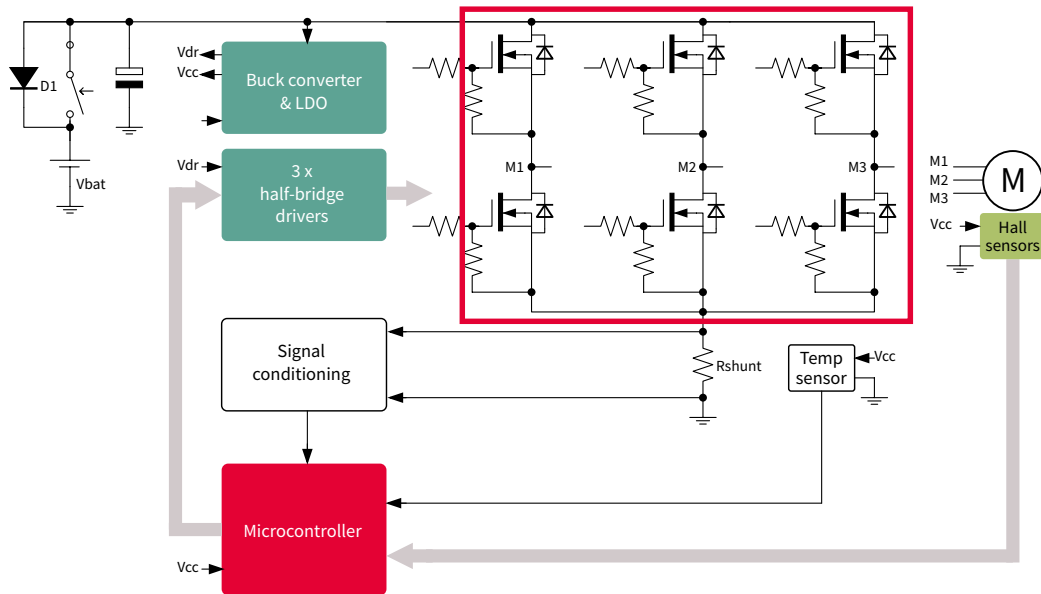 Vdr
Vcc
Buck converter
& LDO
D1
Vbat
Vdr
3 x
half-bridge
drivers
M1
M2
M3
M1
M2
M3
M
Vcc
Hall
sensors
Signal
conditioning
Rshunt
Temp
sensor
Vcc
Microcontroller
Vcc